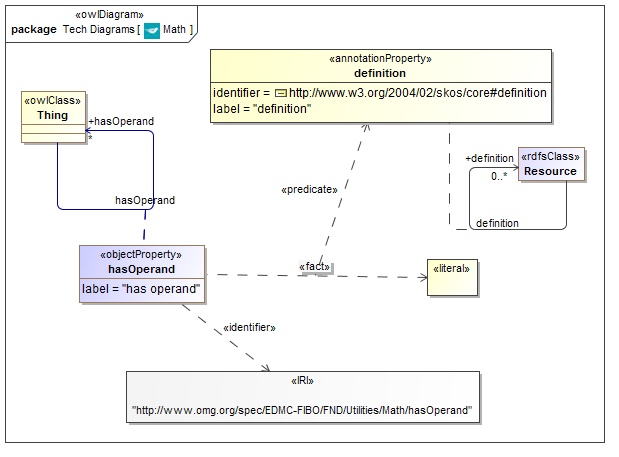 «owlDiagram»
package Tech Diagrams [ Math ]
«annotationProperty»
definition
identifier = http://www.w3.org/2004/02/skos/core#definition
label = "definition"
«owlClass»
Thing
+hasOperand
*
hasOperand
«predicate»
+definition
0..*
«rdfsClass»
Resource
definition
«objectProperty»
hasOperand
label = "has operand"
«fact»
«literal»
«identifier»
«IRI»
"http://www.omg.org/spec/EDMC-FIBO/FND/Utilities/Math/hasOperand"